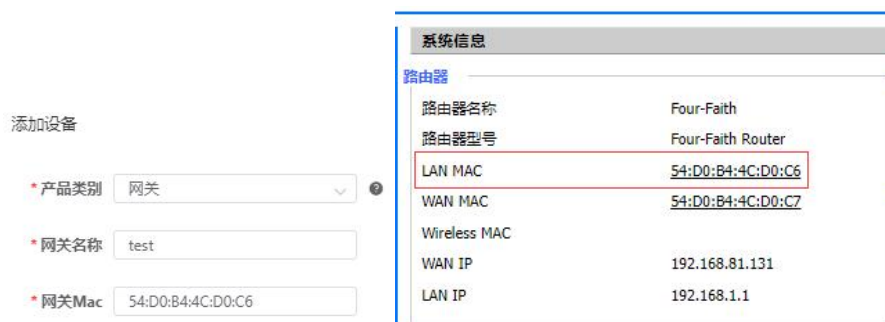 添加设备
* 产品类别 网关
* 网关名称 test
* 网关Mac 54:D0:B4:4C:D0:C6
系统信息
路由器
路由器名称 Four-Faith
路由器型号 Four-Faith Router
LAN MAC 54:D0:B4:4C:D0:C6
WAN MAC 54:D0:B4:4C:D0:C7
Wireless MAC
WAN IP 192.168.81.131
LAN IP 192.168.1.1